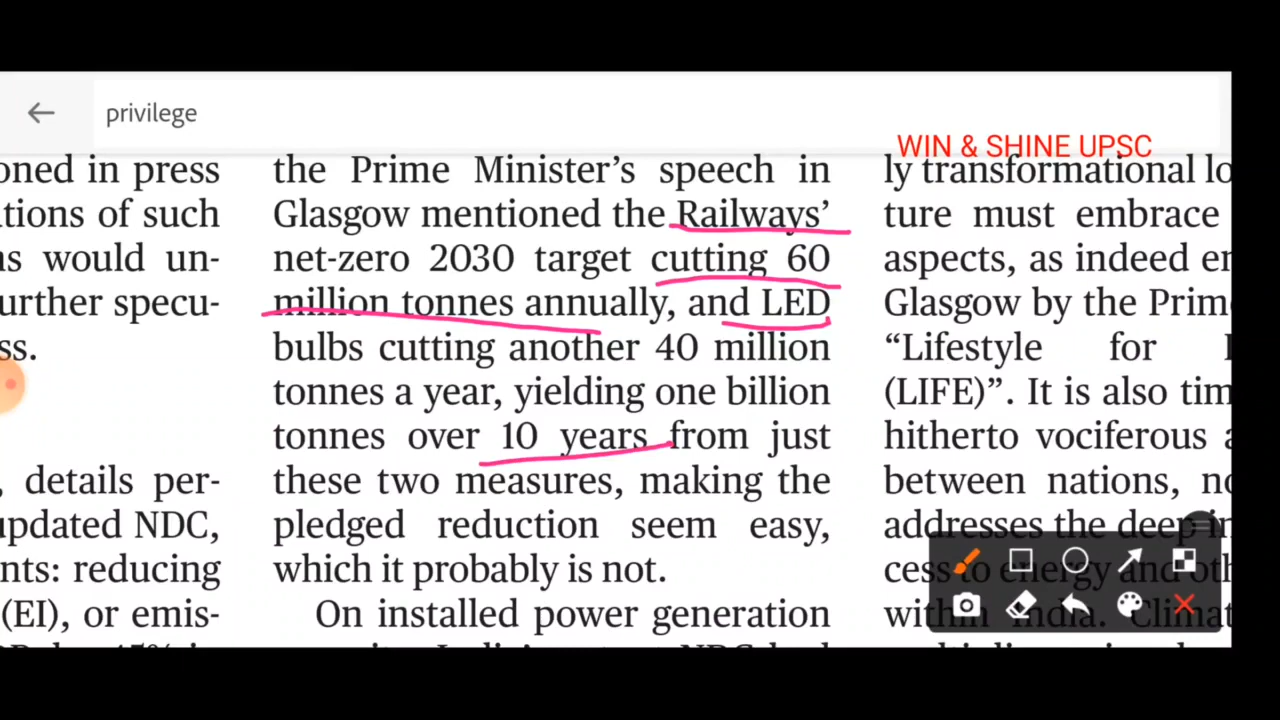 privilege
WIN & SHINE UPSC
oned in press
tions of such
s would un-
urther specu-
ss.
, details per-
updated NDC,
nts: reducing
(EI), or emis-
the Prime Minister’s speech in
Glasgow mentioned the Railways’
net-zero 2030 target cutting 60
million tonnes annually, and LED
bulbs cutting another 40 million
tonnes a year, yielding one billion
tonnes over 10 years from just
these two measures, making the
pledged reduction seem easy,
which it probably is not.
On installed power generation
ly transformational lo
ture must embrace
aspects, as indeed en
Glasgow by the Prim
“Lifestyle for
(LIFE)”. It is also tim
hitherto vociferous a
between nations, no
addresses the deep in
cess to energy and oth
within India. Climat